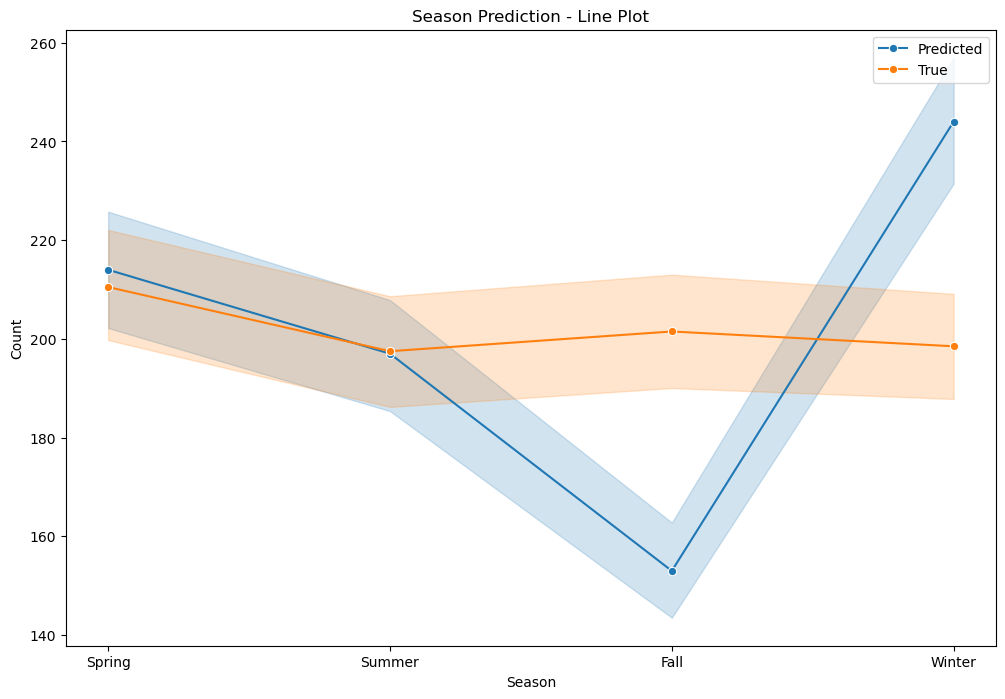 Season Prediction - Line Plot
Predicted
True
260
240
220
200
180
160
140
Count
Spring Summer Fall Winter
Season